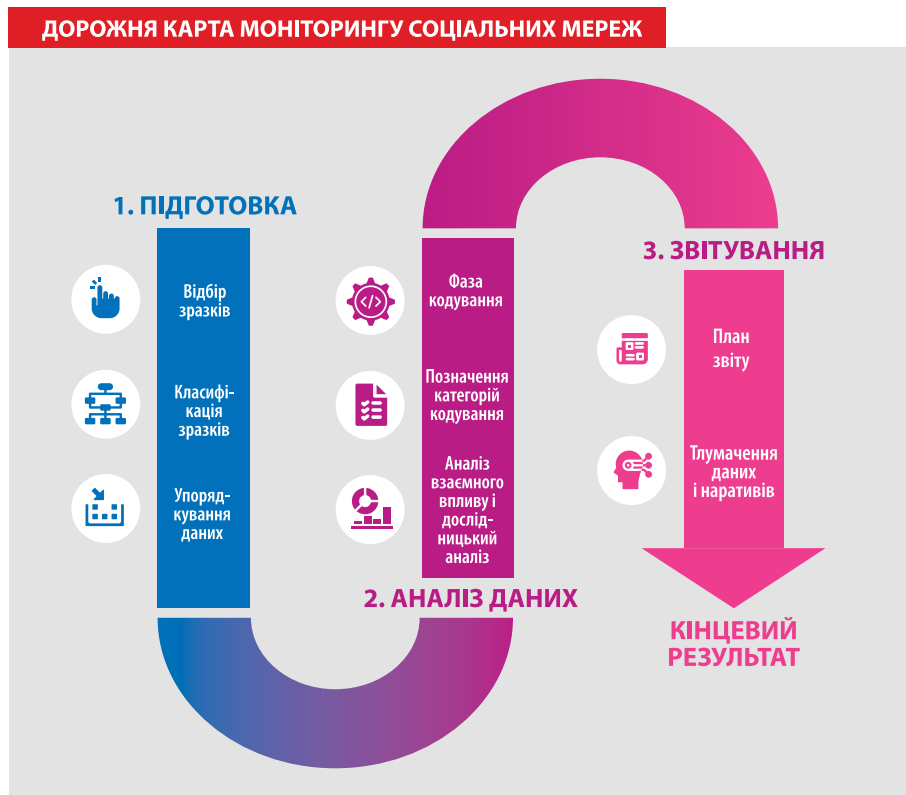 ДОРОЖНЯ КАРТА МОНІТОРИНГУ СОЦІАЛЬНИХ МЕРЕЖ
1. ПІДГОТОВКА
Відбір
зразків
Класифі-
кація
зразків
Упоряд-
кування
даних
Фаза
кодування
Позначення
категорій
кодування
Аналіз
взаємного
впливу і
дослід-
ницький
аналіз
2. АНАЛІЗ ДАНИХ
3. ЗВІТУВАННЯ
План
звіту
Тлумачення
даних
і наративів
КІНЦЕВИЙ
РЕЗУЛЬТАТ